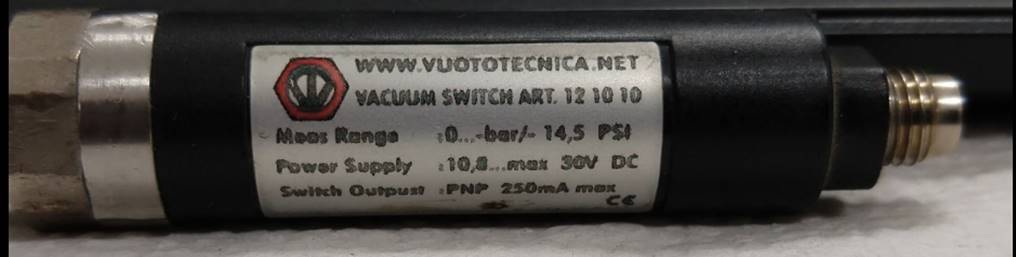 WWW.VUOTOTECNICA.NET
VACUUM SWITCH ART. 12 10 10
Meas Range :0...-bar/- 14,5 PSI
Power Supply :10,8...max 30V DC
Switch Outpust :PNP 250mA max
CE